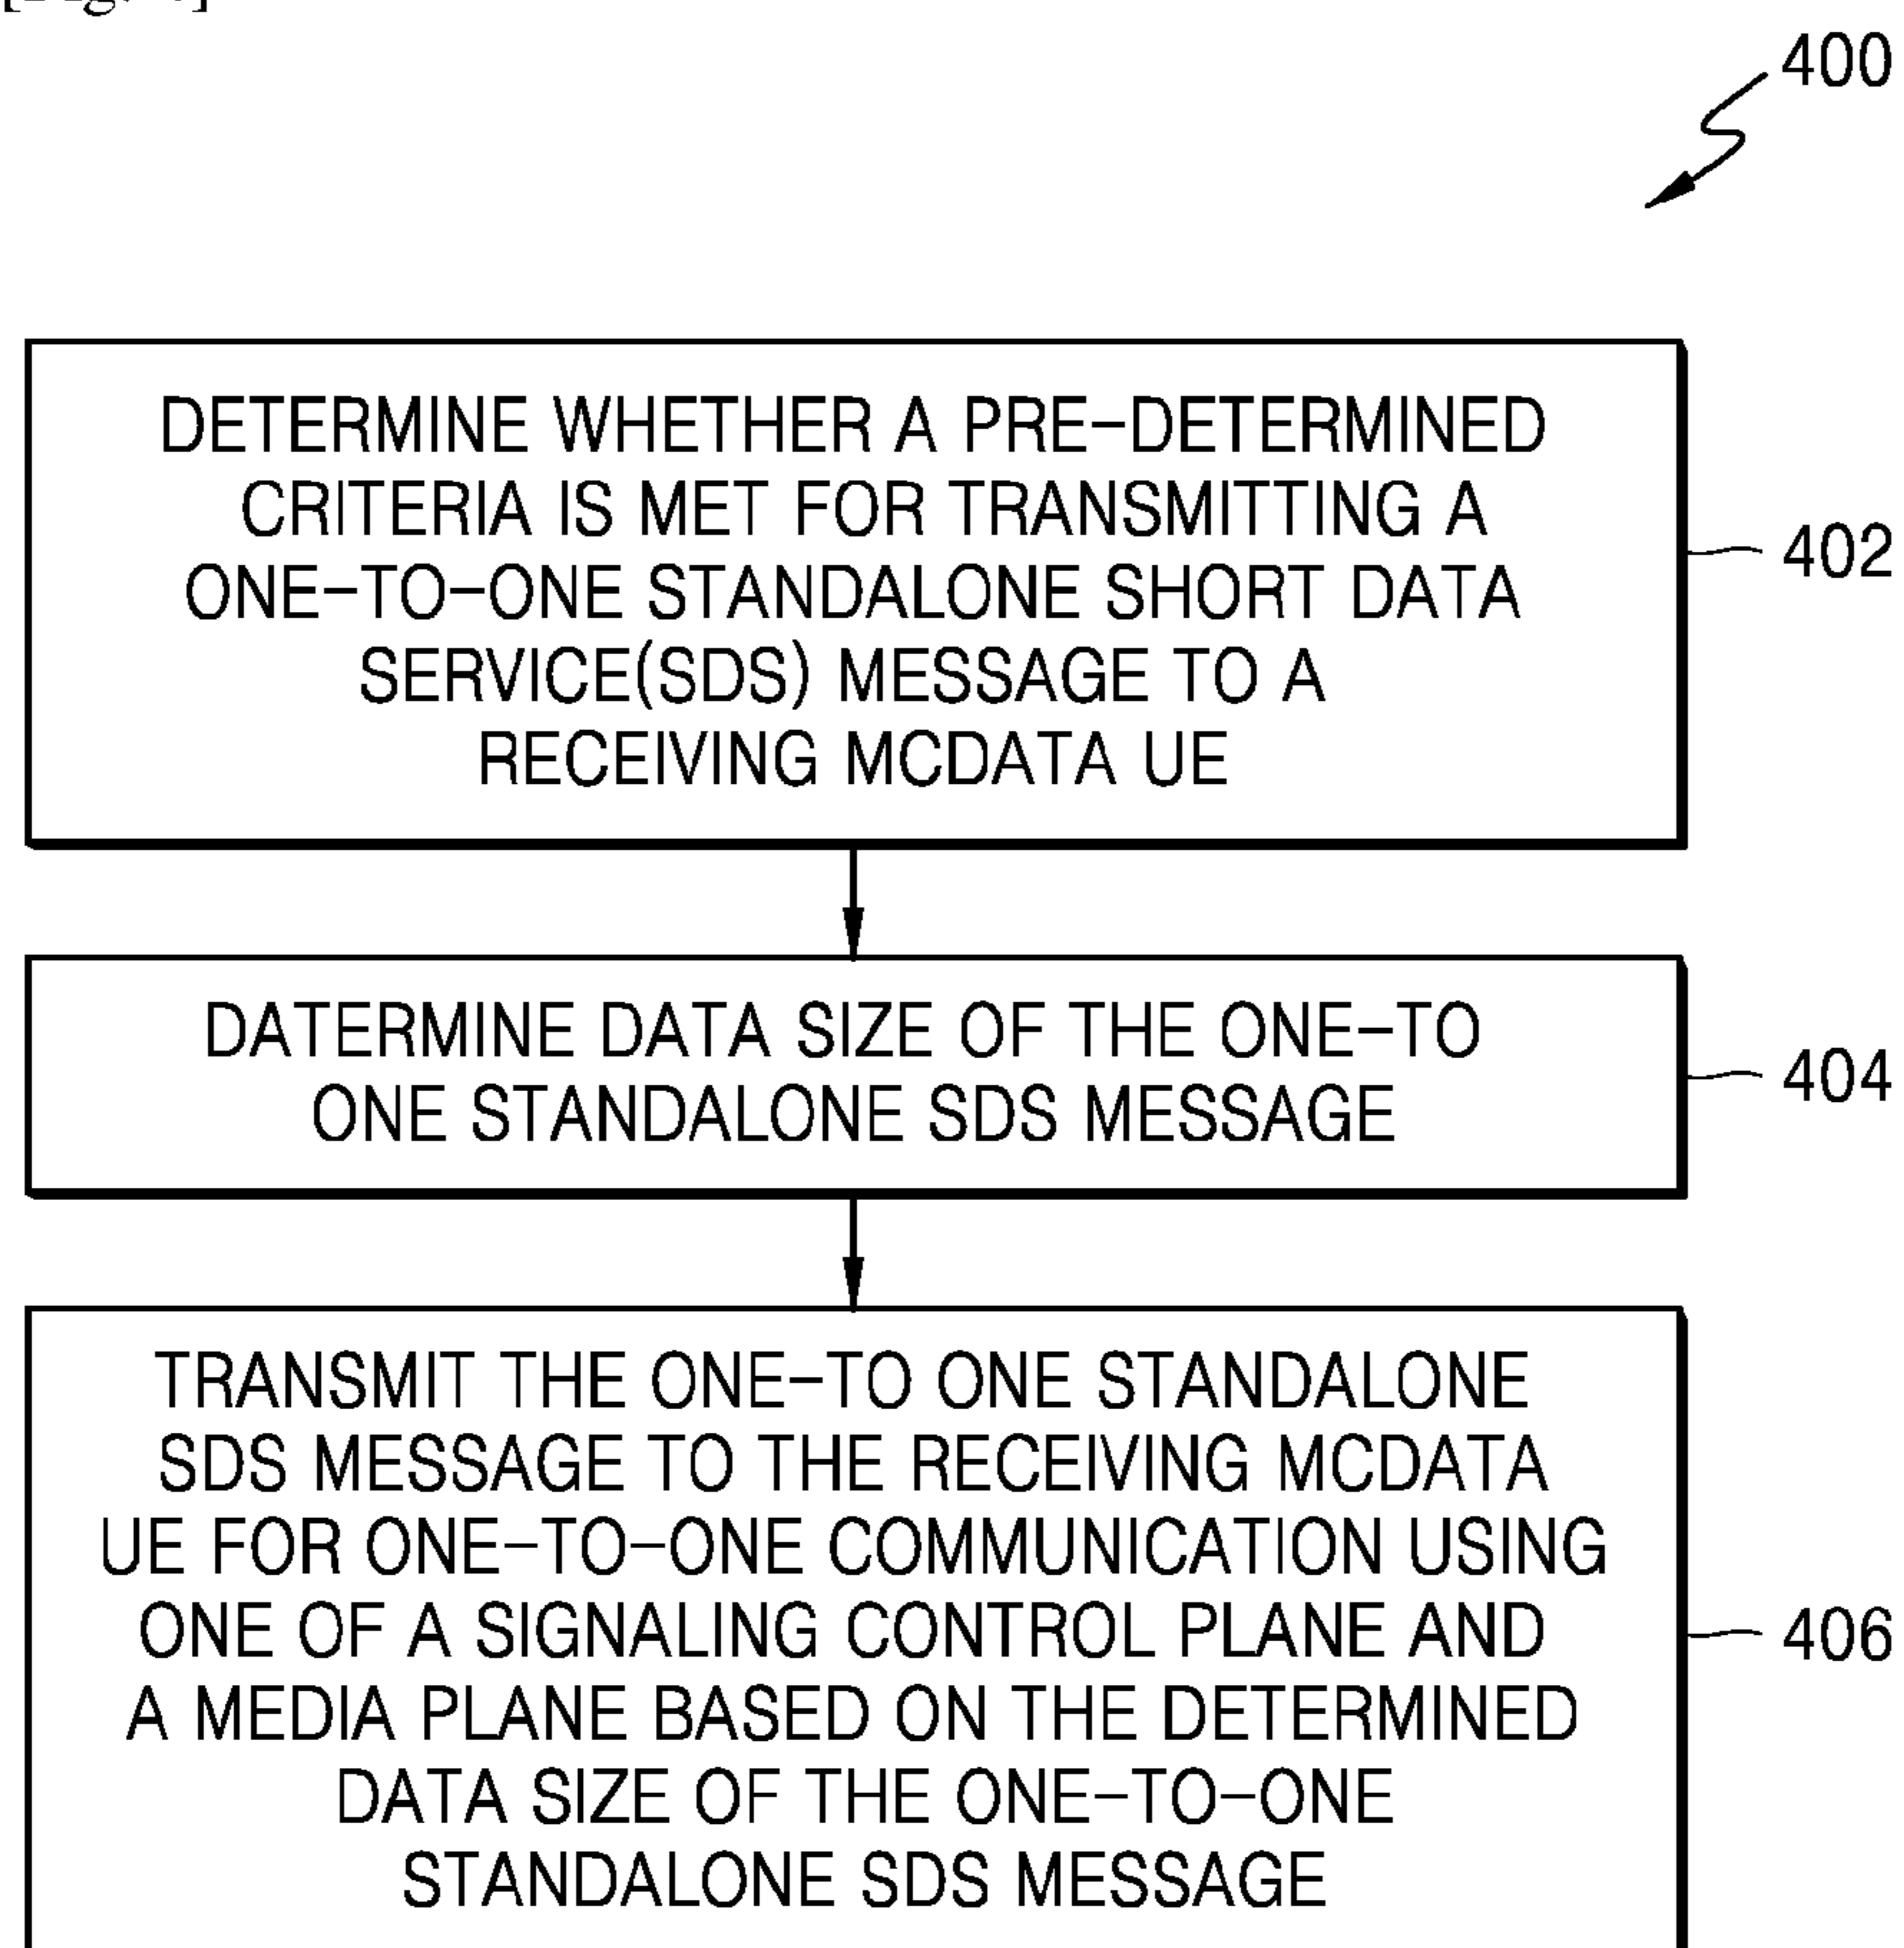 400
DETERMINE WHETHER A PRE-DETERMINED
CRITERIA IS MET FOR TRANSMITTING A
ONE-TO-ONE STANDALONE SHORT DATA
SERVICE(SDS) MESSAGE TO A
RECEIVING MCDATA UE
402
DATERMINE DATA SIZE OF THE ONE-TO
ONE STANDALONE SDS MESSAGE
404
TRANSMIT THE ONE-TO ONE STANDALONE
SDS MESSAGE TO THE RECEIVING MCDATA
UE FOR ONE-TO-ONE COMMUNICATION USING
ONE OF A SIGNALING CONTROL PLANE AND
A MEDIA PLANE BASED ON THE DETERMINED
DATA SIZE OF THE ONE-TO-ONE
STANDALONE SDS MESSAGE
406